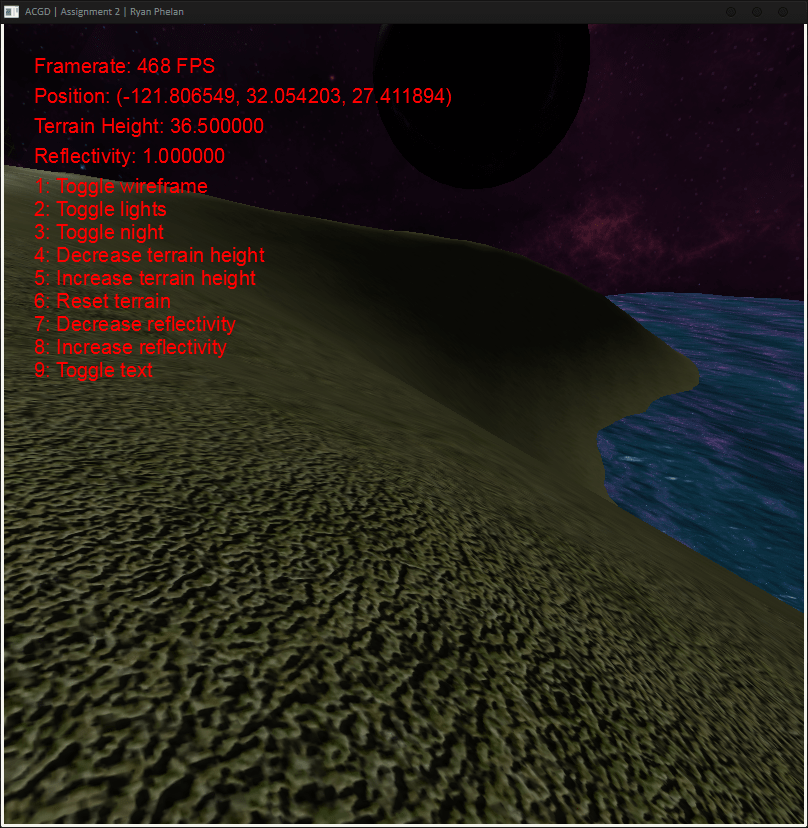 ACGD | Assignment 2 | Ryan Phelan
Framerate: 468 FPS
Position: (-121.806549, 32.054203, 27.411894)
Terrain Height: 36.500000
Reflectivity: 1.000000
1: Toggle wireframe
2: Toggle lights
3: Toggle night
4: Decrease terrain height
5: Increase terrain height
6: Reset terrain
7: Decrease reflectivity
8: Increase reflectivity
9: Toggle text